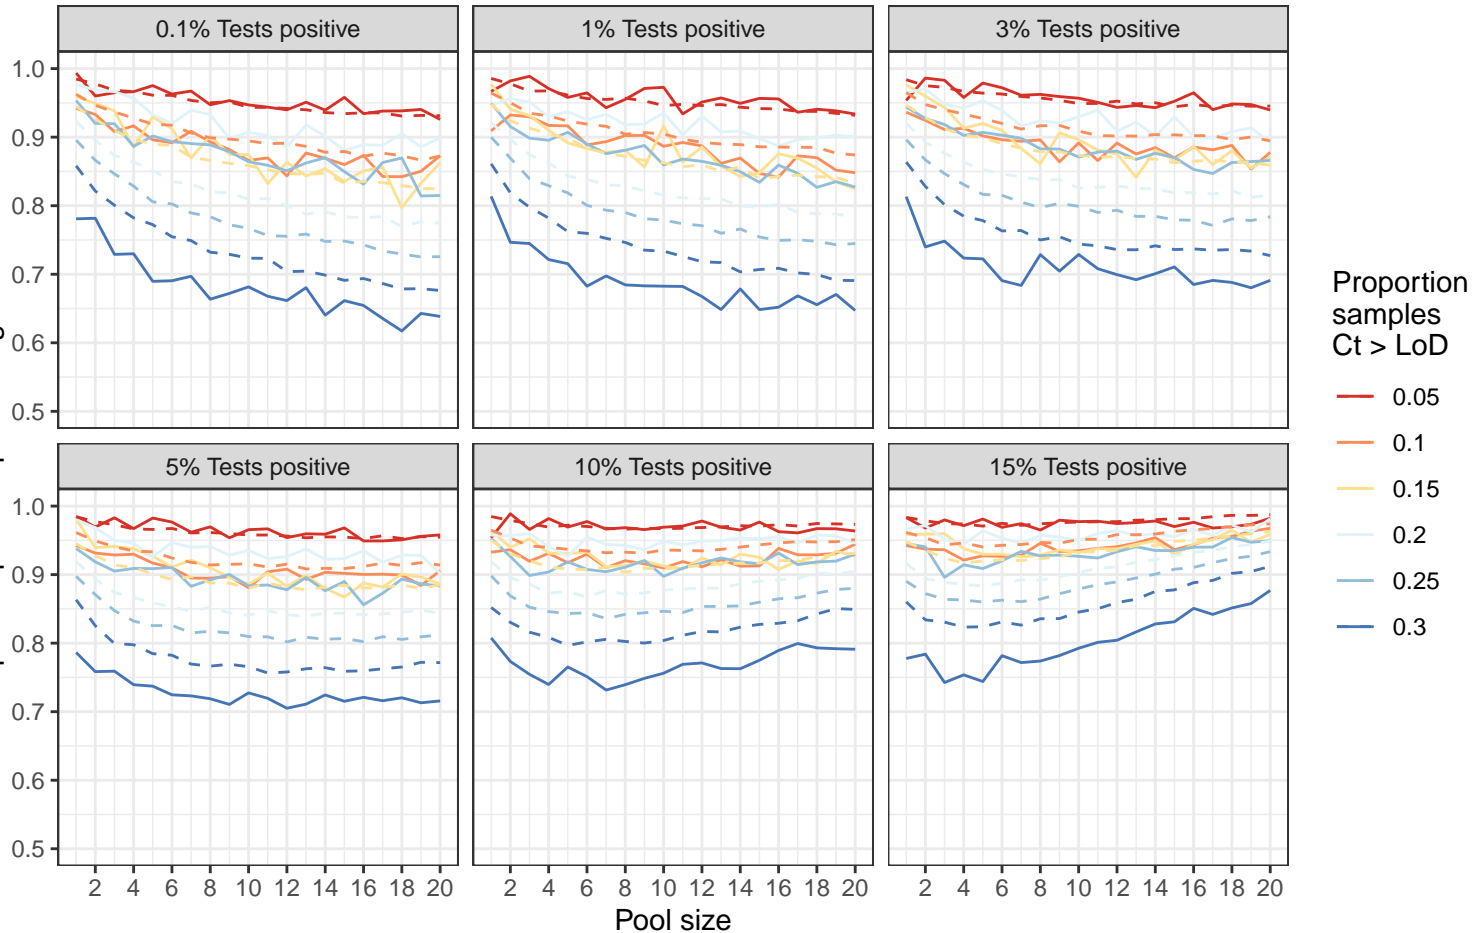 0.1% Tests positive
1% Tests positive
3% Tests positive
1.0
0.9
0.8
0.7
0.6
0.5
5% Tests positive
10% Tests positive
15% Tests positive
1.0
0.9
0.8
0.7
0.6
0.5
2 4 6 8 10 12 14 16 18 20
2 4 6 8 10 12 14 16 18 20
2 4 6 8 10 12 14 16 18 20
Pool size
Proportion
samples
Ct > LoD
0.05
0.1
0.15
0.2
0.25
0.3